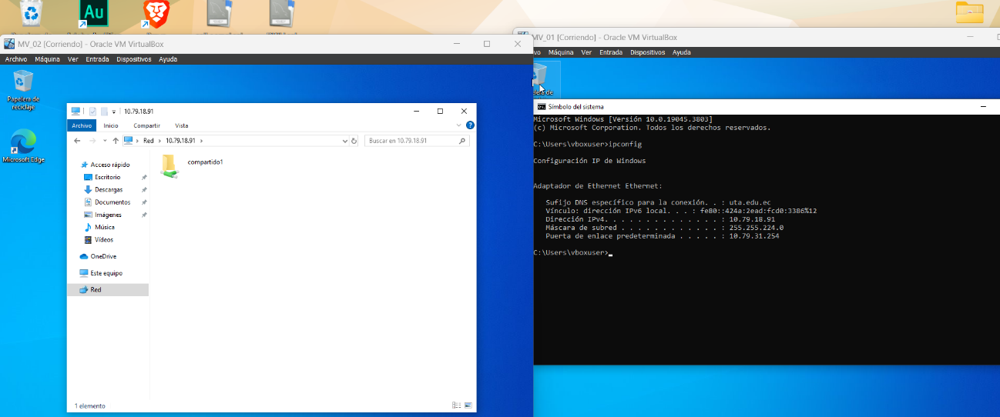 Au
MV_02 [Corriendo] - Oracle VM VirtualBox
Archivo Máquina Ver Entrada Dispositivos Ayuda
Papelera de
reciclaje
Microsoft Edge
10.79.18.91
Archivo Inicio Compartir Vista
Red 10.79.18.91
Buscar en 10.79.18.91
Acceso rápido
Escritorio
Descargas
Documentos
Imágenes
Música
Vídeos
OneDrive
Este equipo
Red
compartido1
1 elemento
MV_01 [Corriendo] - Oracle VM VirtualBox
Máquina Ver Entrada Dispositivos Ayuda
Símbolo del sistema
Microsoft Windows [Versión 10.0.19045.3803]
(c) Microsoft Corporation. Todos los derechos reservados.
C:\Users\vboxuser>ipconfig
Configuración IP de Windows
Adaptador de Ethernet Ethernet:
Sufijo DNS específico para la conexión. . : uta.edu.ec
Vínculo: dirección IPv6 local. . . : fe80::424a:2ead:fcd0:3386%12
Dirección IPv4. . . . . . . . . . . . . . : 10.79.18.91
Máscara de subred . . . . . . . . . . . . : 255.255.224.0
Puerta de enlace predeterminada . . . . . : 10.79.31.254
C:\Users\vboxuser>